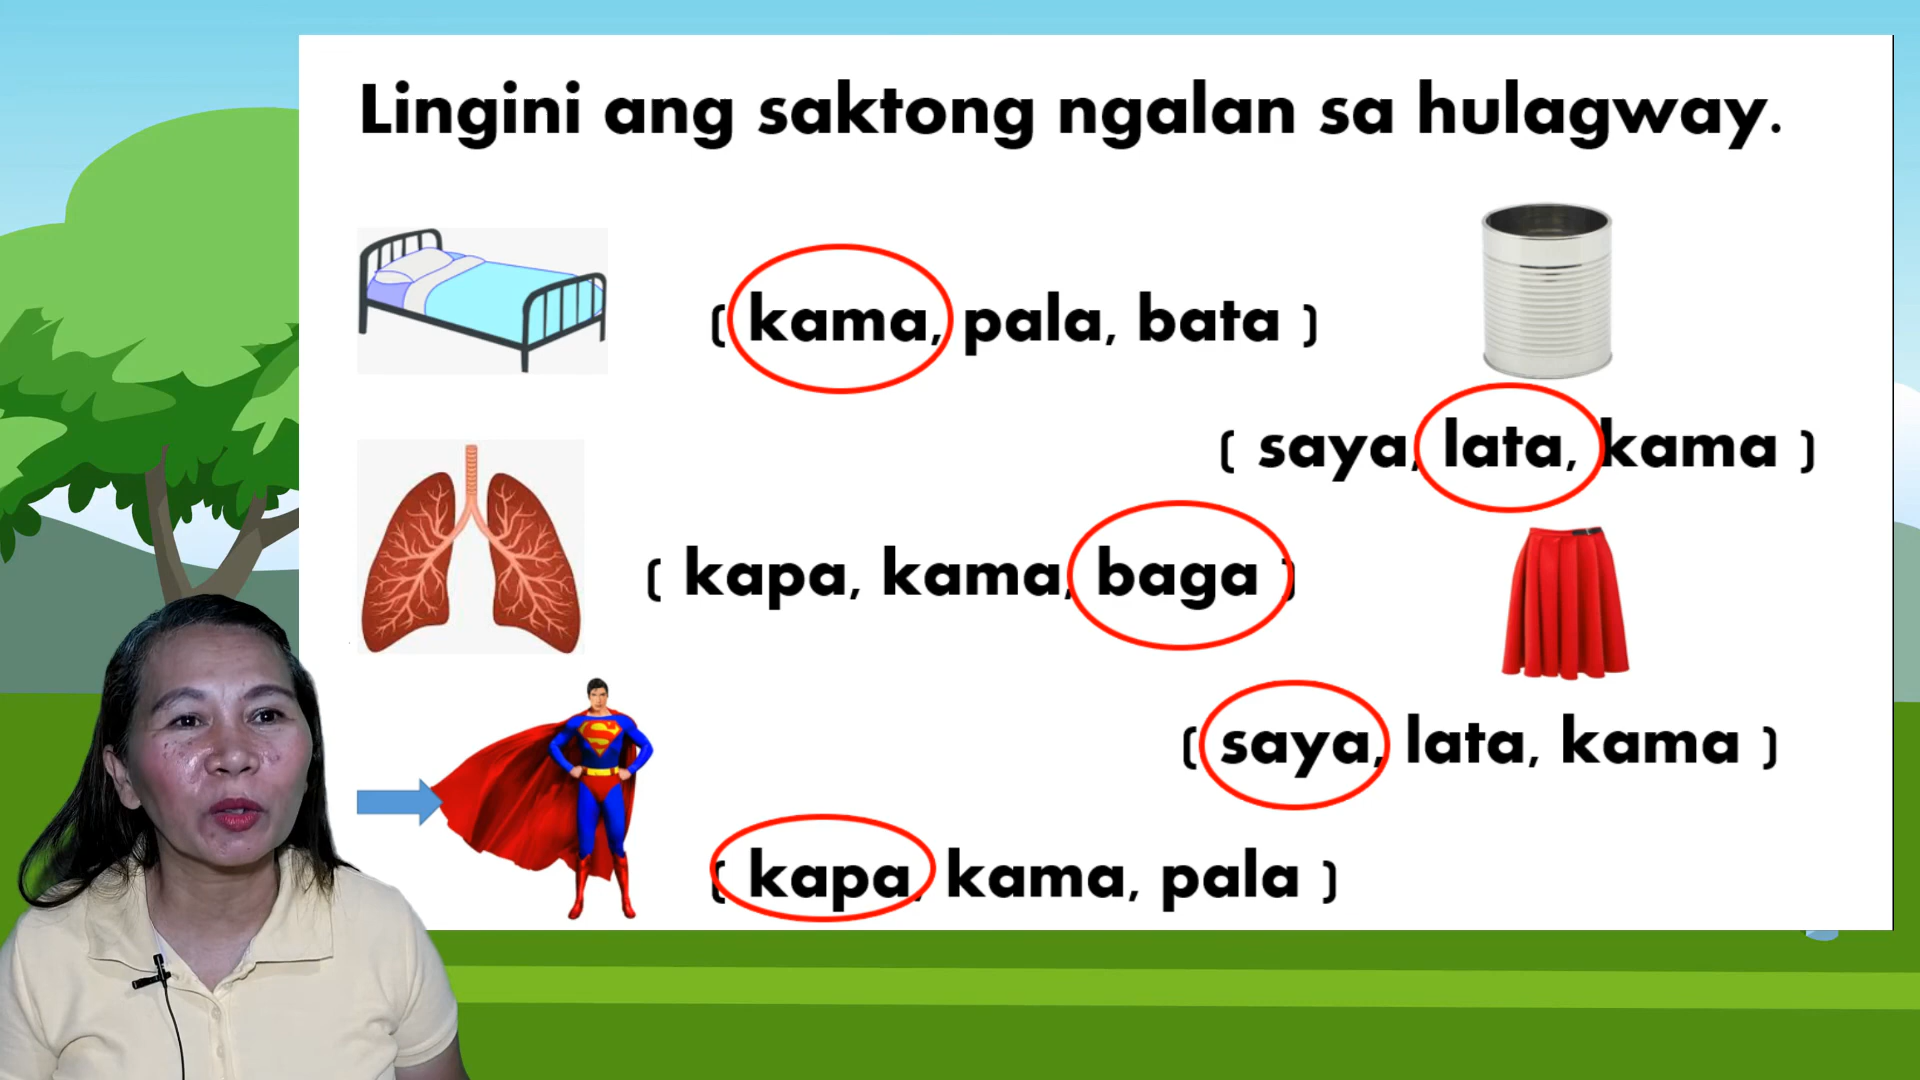 Lingini ang saktong ngalan sa hulagway.
( kama, pala, bata )
( saya, lata, kama )
( kapa, kama, baga )
( saya, lata, kama )
( kapa, kama, pala )